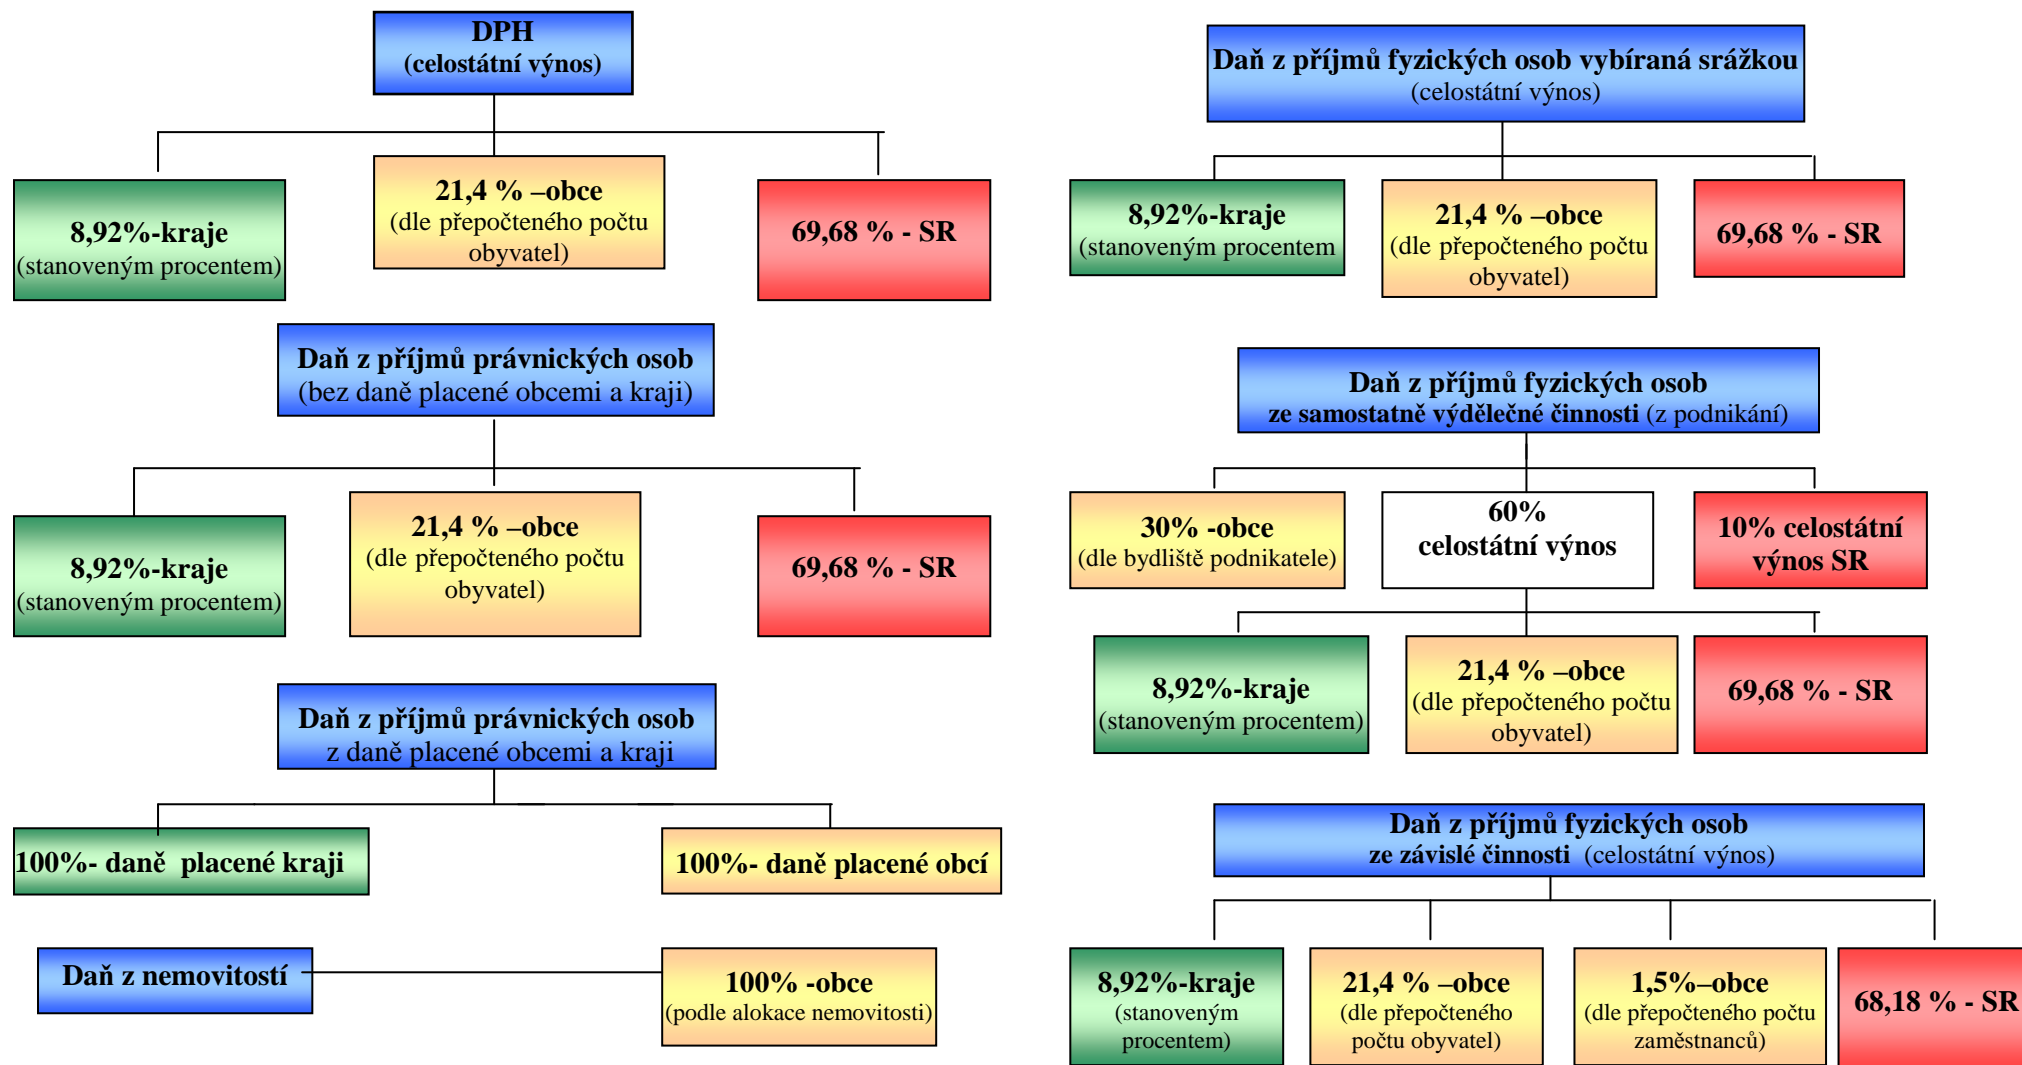 DPH
(celostátní výnos)
8,92%-kraje
(stanoveným procentem)
21,4 % –obce
(dle přepočteného počtu
obyvatel)
69,68 % - SR
Daň z příjmů právnických osob
(bez daně placené obcemi a kraji)
8,92%-kraje
(stanoveným procentem)
21,4 % –obce
(dle přepočteného počtu
obyvatel)
69,68 % - SR
Daň z příjmů právnických osob
z daně placené obcemi a kraji
100%- daně  placené kraji
100%- daně placené obcí
Daň z nemovitostí
100% -obce
(podle alokace nemovitosti)
Daň z příjmů fyzických osob vybíraná srážkou
(celostátní výnos)
8,92%-kraje
(stanoveným procentem
21,4 % –obce
(dle přepočteného počtu
obyvatel)
69,68 % - SR
Daň z příjmů fyzických osob
ze samostatně výdělečné činnosti (z podnikání)
30% -obce
(dle bydliště podnikatele)
60%
celostátní výnos
10% celostátní
výnos SR
8,92%-kraje
(stanoveným procentem)
21,4 % –obce
(dle přepočteného počtu
obyvatel)
69,68 % - SR
Daň z příjmů fyzických osob
ze závislé činnosti  (celostátní výnos)
8,92%-kraje
(stanoveným
procentem)
21,4 % –obce
(dle přepočteného
počtu obyvatel)
1,5%–obce
(dle přepočteného počtu
zaměstnanců)
68,18 % - SR